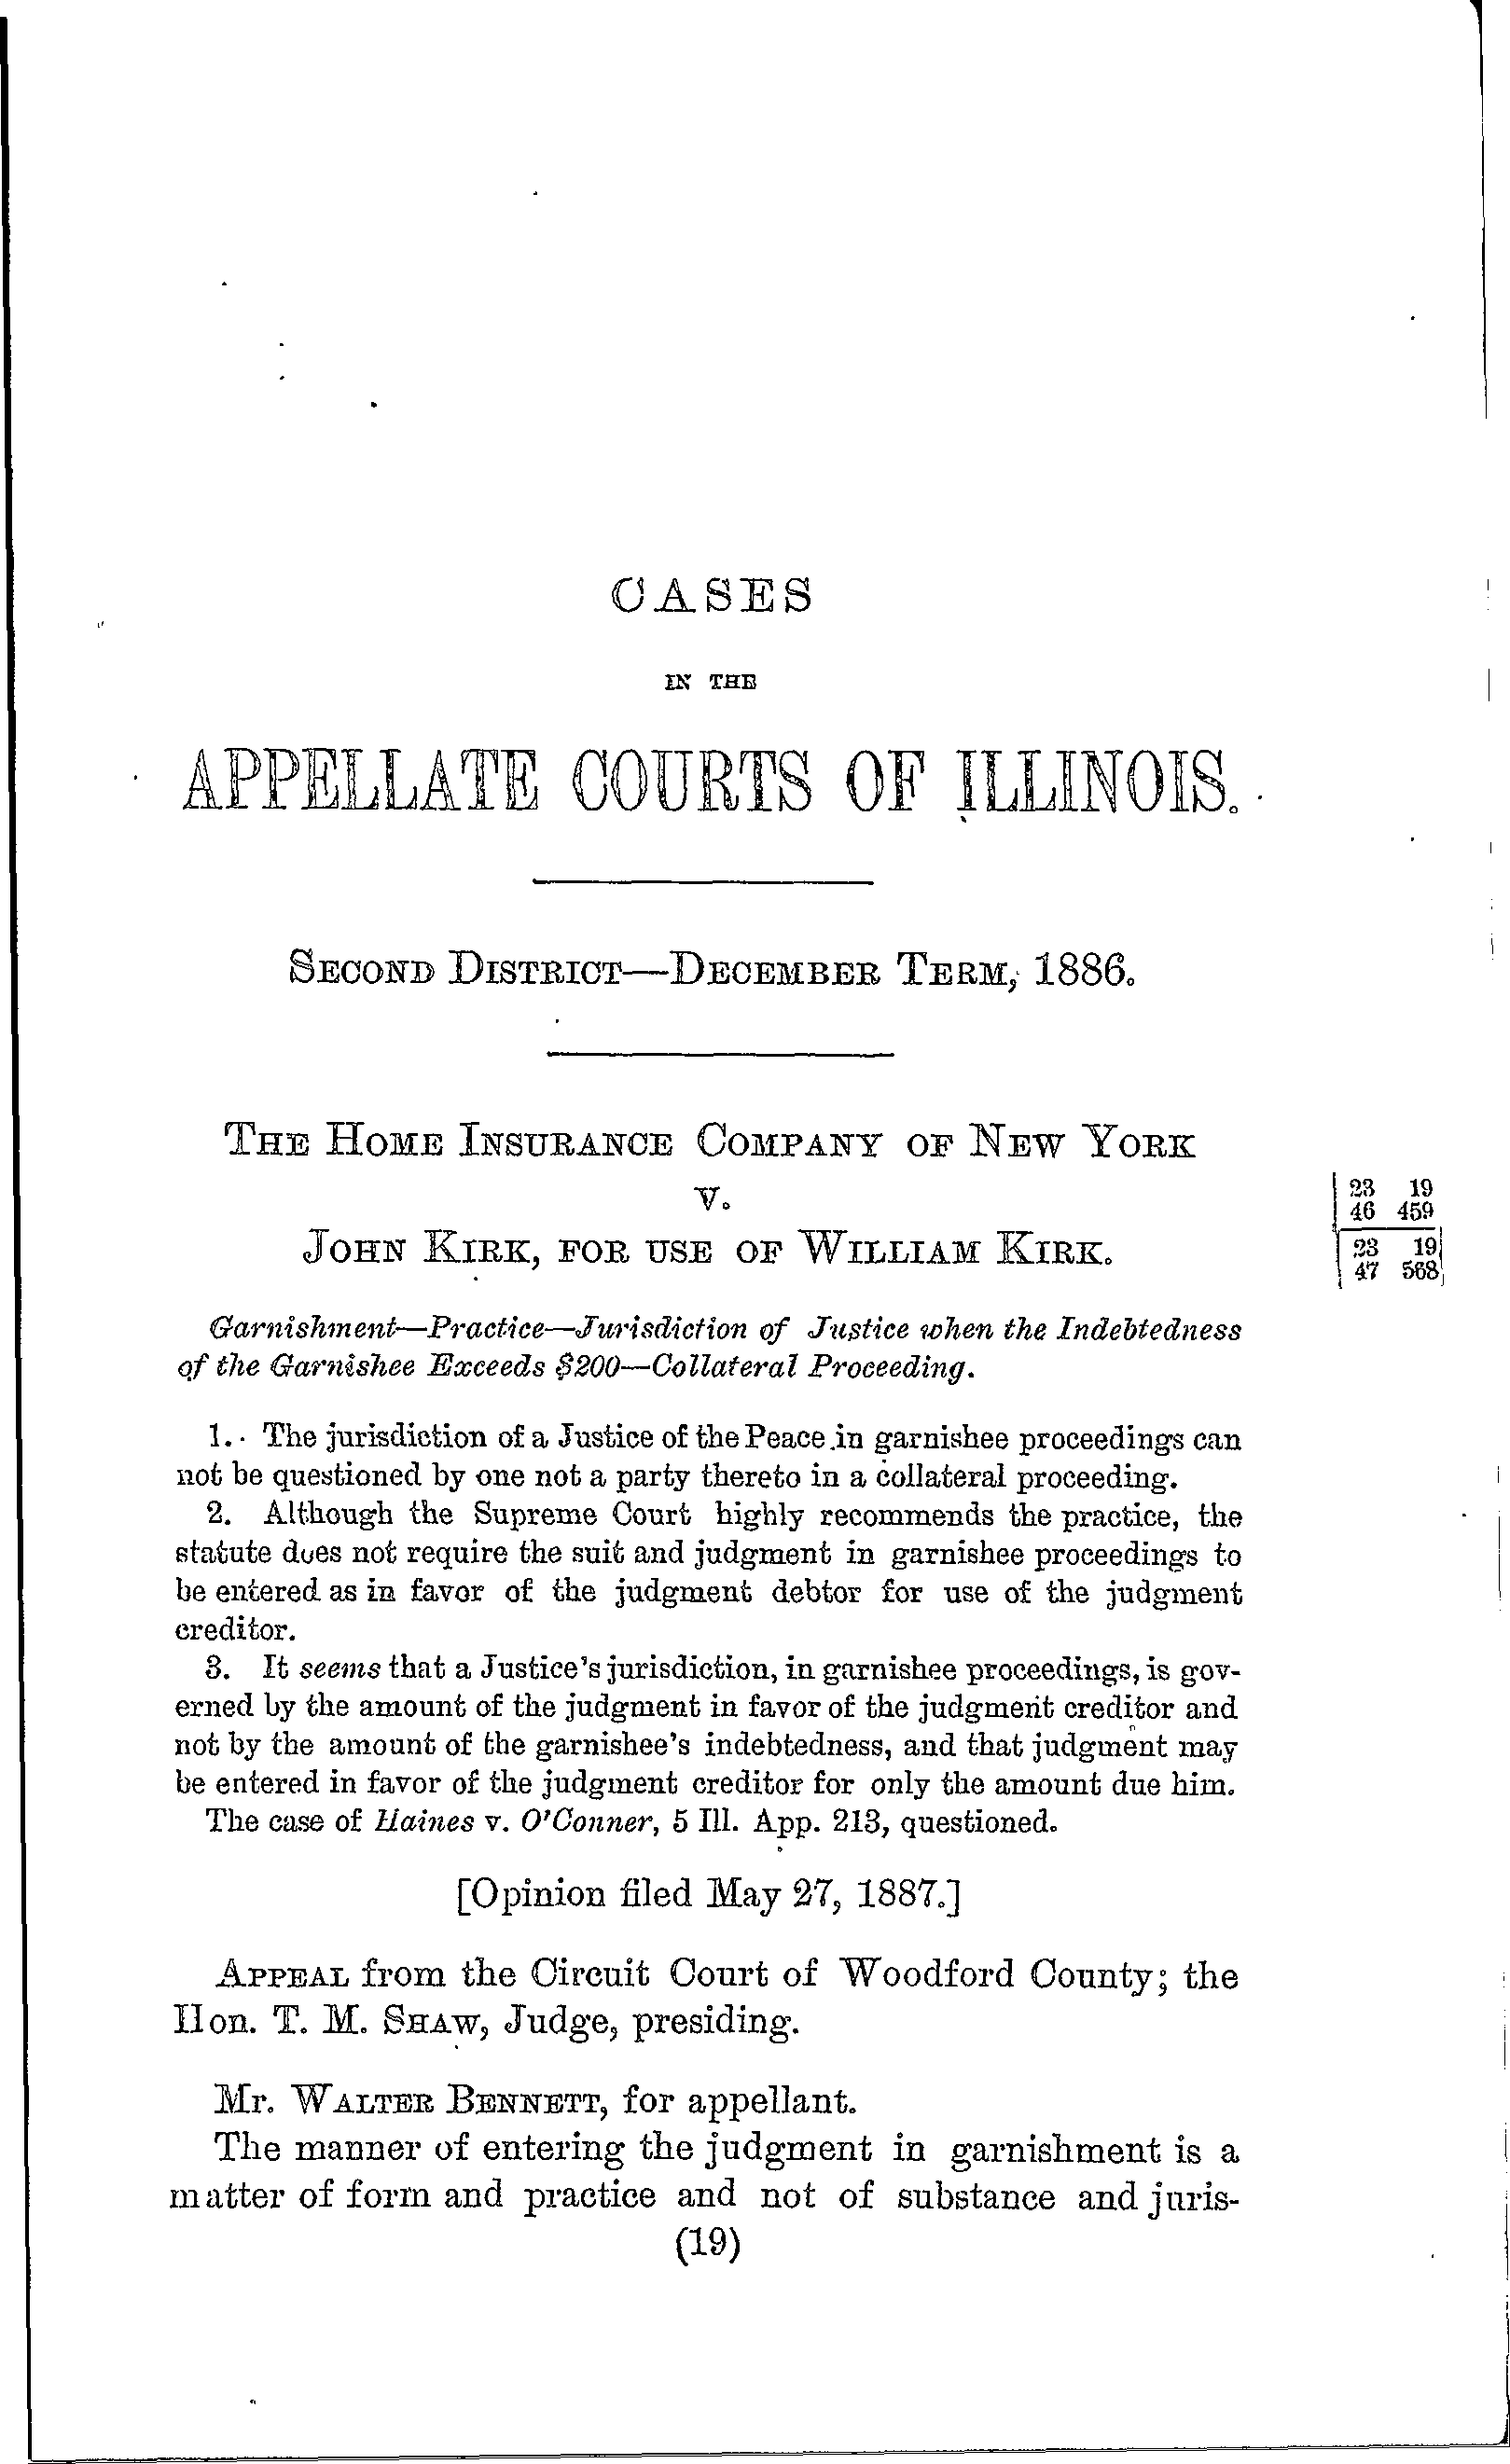 CASES
IN THE
APPELLATE COURTS OF ILLINOIS.
SECOND DISTRICT—DECEMBER TERM, 1886.
THE HOME INSURANCE COMPANY OF NEW YORK
v.
JOHN KIRK, FOR USE OF WILLIAM KIRK.
23 19
46 459
23 19
47 568
Garnishment—Practice—Jurisdiction of Justice when the Indebtedness
of the Garnishee Exceeds $200—Collateral Proceeding.
1. The jurisdiction of a Justice of the Peace in garnishee proceedings can
not be questioned by one not a party thereto in a collateral proceeding.
2. Although the Supreme Court highly recommends the practice, the
statute does not require the suit and judgment in garnishee proceedings to
be entered as in favor of the judgment debtor for use of the judgment
creditor.
3. It seems that a Justice's jurisdiction, in garnishee proceedings, is gov-
erned by the amount of the judgment in favor of the judgment creditor and
not by the amount of the garnishee's indebtedness, and that judgment may
be entered in favor of the judgment creditor for only the amount due him.
The case of Haines v. O'Conner, 5 Ill. App. 213, questioned.
[Opinion filed May 27, 1887.]
APPEAL from the Circuit Court of Woodford County; the
Hon. T. M. SHAW, Judge, presiding.
Mr. WALTER BENNETT, for appellant.
The manner of entering the judgment in garnishment is a
matter of form and practice and not of substance and juris-
(19)